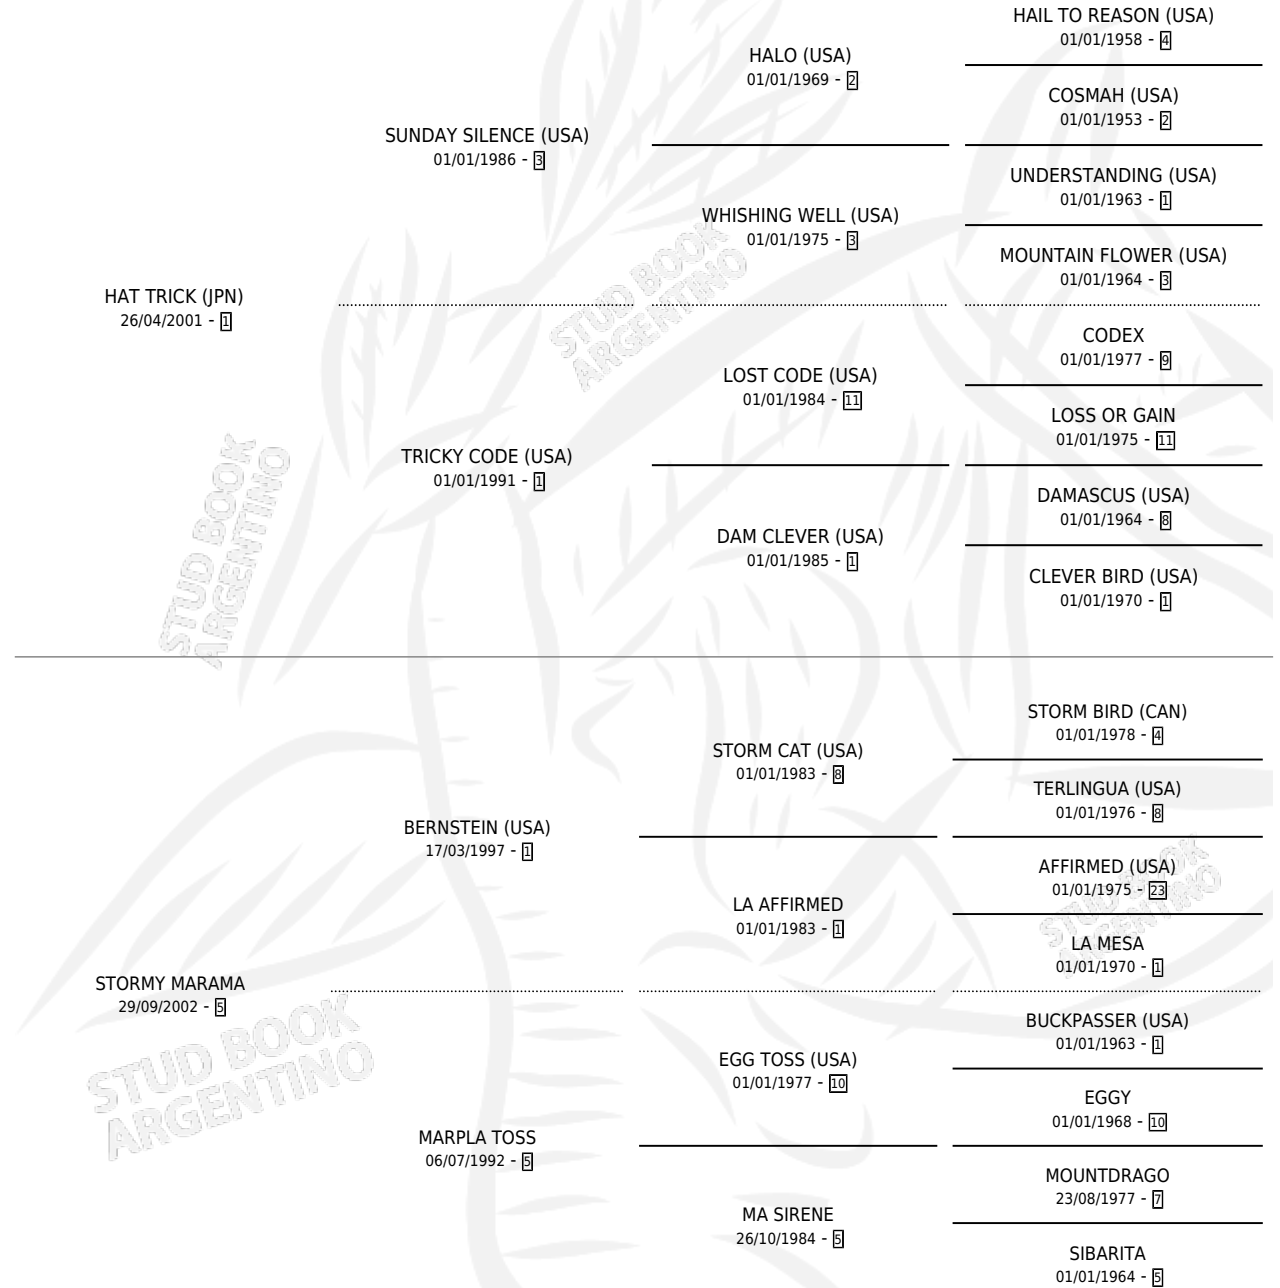 HAIL TO REASON (USA)
01/01/1958 - 4
HALO (USA)
01/01/1969 - 2
COSMAH (USA)
01/01/1953 - 2
SUNDAY SILENCE (USA)
01/01/1986 - 3
UNDERSTANDING (USA)
01/01/1963 - 1
WHISHING WELL (USA)
01/01/1975 - 3
MOUNTAIN FLOWER (USA)
01/01/1964 - 3
HAT TRICK (JPN)
26/04/2001 - 1
STUD BOOK
ARGENTINO
CODEX
01/01/1977 - 9
LOST CODE (USA)
01/01/1984 - 11
LOSS OR GAIN
01/01/1975 - 11
TRICKY CODE (USA)
01/01/1991 - 1
DAMASCUS (USA)
01/01/1964 - 8
DAM CLEVER (USA)
01/01/1985 - 1
CLEVER BIRD (USA)
01/01/1970 - 1
STUD BOOK
ARGENTINO
STORM BIRD (CAN)
01/01/1978 - 4
STORM CAT (USA)
01/01/1983 - 8
TERLINGUA (USA)
01/01/1976 - 8
BERNSTEIN (USA)
17/03/1997 - 1
AFFIRMED (USA)
01/01/1975 - 23
LA AFFIRMED
01/01/1983 - 1
STUD BOOK
ARGENTINO
LA MESA
01/01/1970 - 1
STORMY MARAMA
29/09/2002 - 5
STUD BOOK
ARGENTINO
BUCKPASSER (USA)
01/01/1963 - 1
EGG TOSS (USA)
01/01/1977 - 10
EGGY
01/01/1968 - 10
MARPLA TOSS
06/07/1992 - 5
MOUNTDRAGO
23/08/1977 - 7
MA SIRENE
26/10/1984 - 5
SIBARITA
01/01/1964 - 5